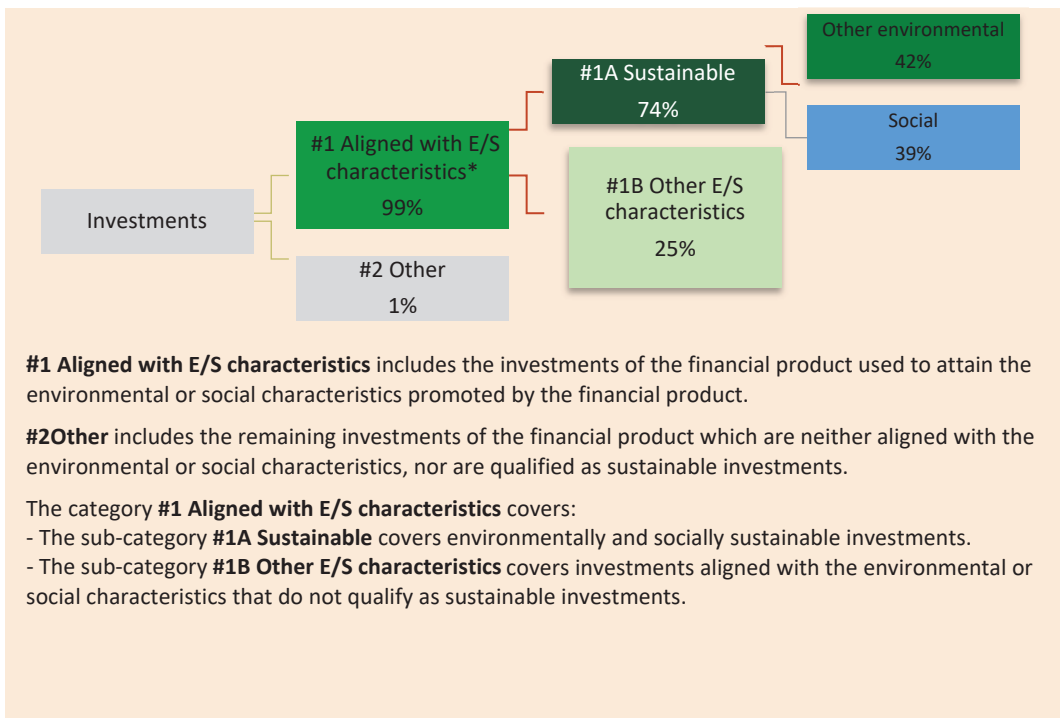 Other environmental
42%
#1A Sustainable
74%
Social
39%
#1 Aligned with E/S
characteristics*
99%
#1B Other E/S
characteristics
25%
Investments
#2 Other
1%
#1 Aligned with E/S characteristics includes the investments of the financial product used to attain the
environmental or social characteristics promoted by the financial product.
#2Other includes the remaining investments of the financial product which are neither aligned with the
environmental or social characteristics, nor are qualified as sustainable investments.
The category #1 Aligned with E/S characteristics covers:
- The sub-category #1A Sustainable covers environmentally and socially sustainable investments.
- The sub-category #1B Other E/S characteristics covers investments aligned with the environmental or
social characteristics that do not qualify as sustainable investments.